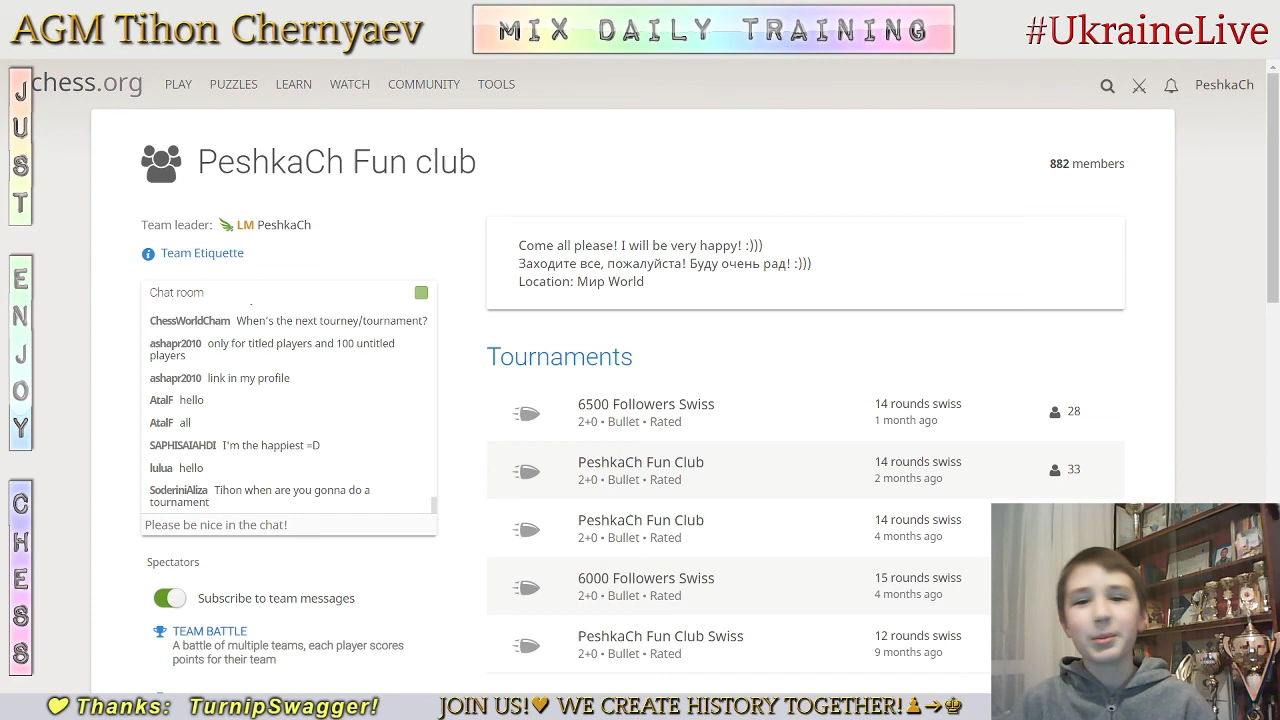 AGM Tihon Chernyaev
MIX DAILY TRAINING
#UkraineLive
chess.org
PLAY PUZZLES LEARN WATCH COMMUNITY TOOLS
PeshkaCh
JUST
ENJOY
CHESS
PeshkaCh Fun club
882 members
Team leader: LM PeshkaCh
Team Etiquette
Chat room
ChessWorldCham When's the next tourney/tournament?
ashapr2010 only for titled players and 100 untitled
players
ashapr2010 link in my profile
AtalF hello
AtalF all
SAPHISAIAHDI I'm the happiest =D
lulua hello
SoderiniAliza Tihon when are you gonna do a
tournament
Please be nice in the chat!
Spectators
Subscribe to team messages
TEAM BATTLE
A battle of multiple teams, each player scores
points for their team
Come all please! I will be very happy! :)))
Заходите все, пожалуйста! Буду очень рад! :)))
Location: Мир World
Tournaments
6500 Followers Swiss 14 rounds swiss 28
2+0 • Bullet • Rated 1 month ago
PeshkaCh Fun Club 14 rounds swiss 33
2+0 • Bullet • Rated 2 months ago
PeshkaCh Fun Club 14 rounds swiss
2+0 • Bullet • Rated 4 months ago
6000 Followers Swiss 15 rounds swiss
2+0 • Bullet • Rated 4 months ago
PeshkaCh Fun Club Swiss 12 rounds swiss
2+0 • Bullet • Rated 9 months ago
Thanks: TurnipSwagger!
JOIN US! WE CREATE HISTORY TOGETHER!